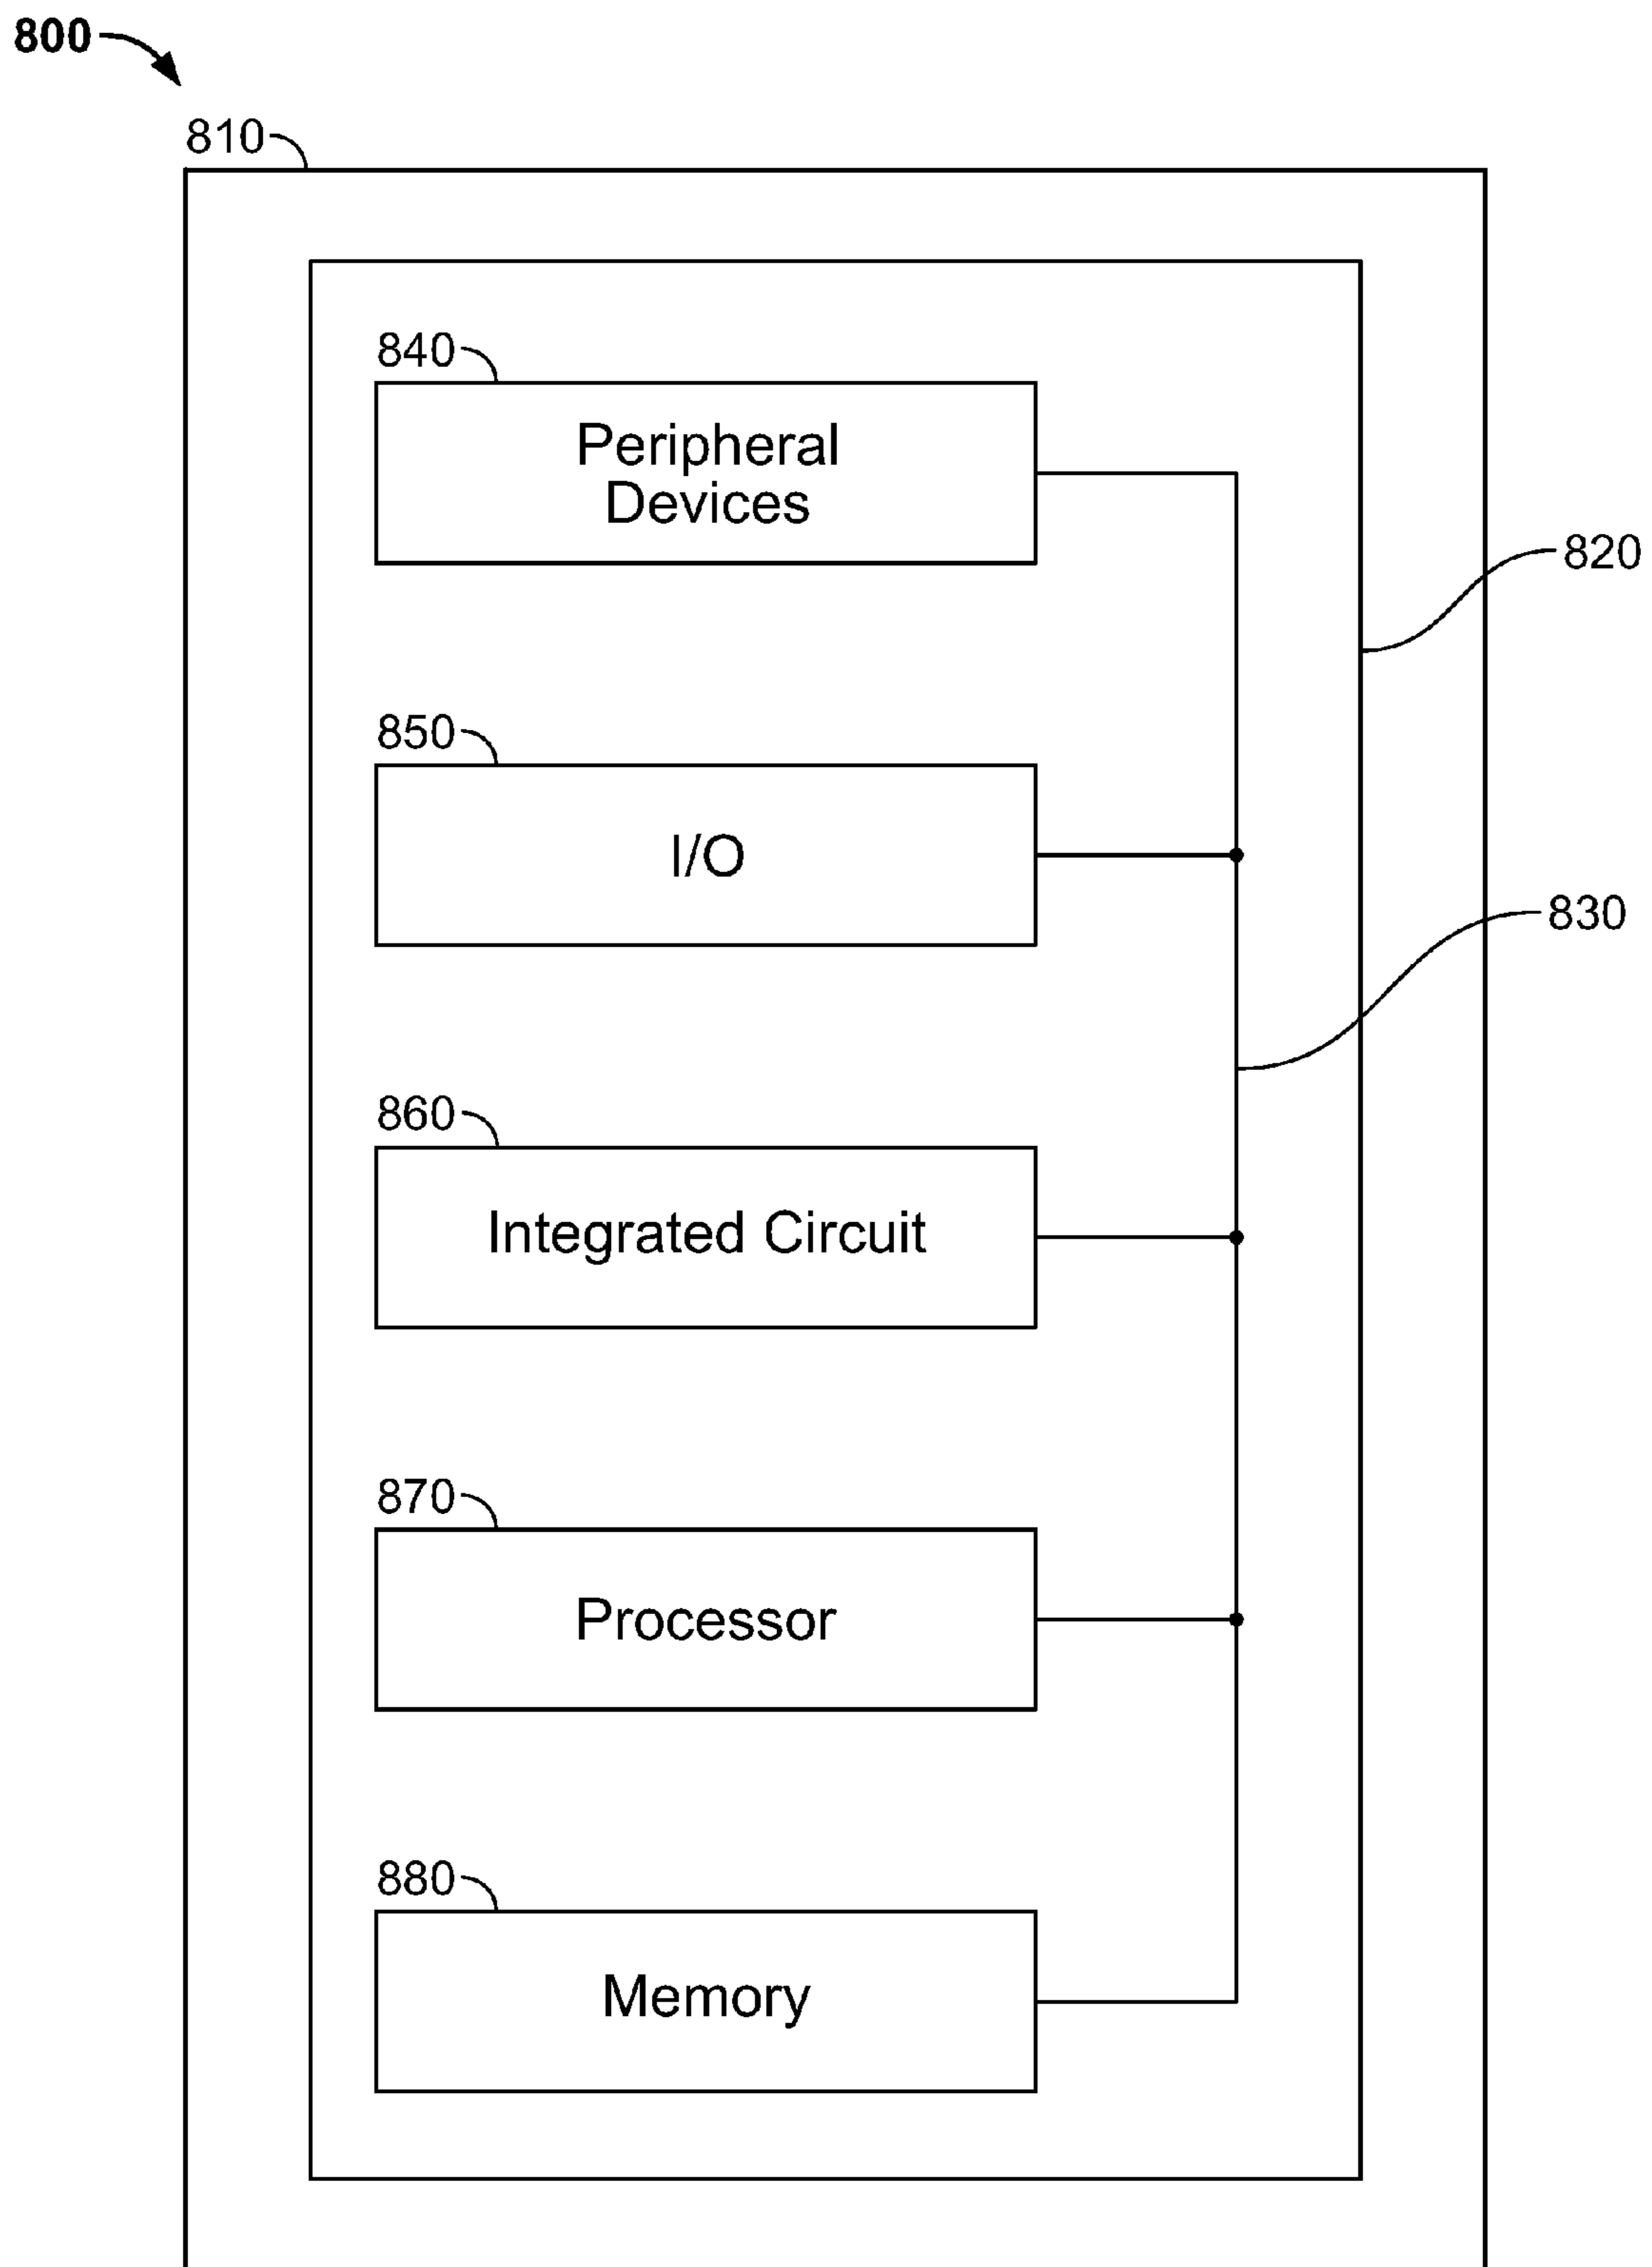 800
810
840
Peripheral
Devices
820
850
I/O
830
860
Integrated Circuit
870
Processor
880
Memory